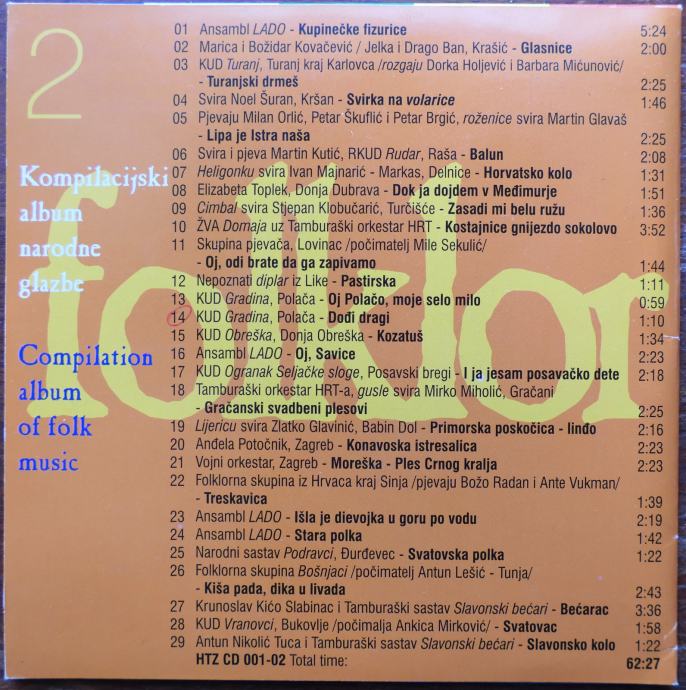 2
Kompilacijski
album
narodne
glazbe
Compilation
album
of folk
music
folklor
01 Ansambl LADO - Kupinečke fizurice 5:24
02 Marica i Božidar Kovačević / Jelka i Drago Ban, Krašić - Glasnice 2:00
03 KUD Turanj, Turanj kraj Karlovca /rozgaju Dorka Holjević i Barbara Mićunović/
- Turanjski drmeš 2:25
04 Svira Noel Šuran, Kršan - Svirka na volarice 1:46
05 Pjevaju Milan Orlić, Petar Škuflić i Petar Brgić, roženice svira Martin Glavaš
- Lipa je Istra naša 2:25
06 Svira i pjeva Martin Kutić, RKUD Rudar, Raša - Balun 2:08
07 Heligonku svira Ivan Majnarić - Markas, Delnice - Horvatsko kolo 1:31
08 Elizabeta Toplek, Donja Dubrava - Dok ja dojdem v Međimurje 1:51
09 Cimbal svira Stjepan Klobučarić, Turčišće - Zasadi mi belu ružu 1:36
10 ŽVA Domaja uz Tamburaški orkestar HRT - Kostajnice gnijezdo sokolovo 3:52
11 Skupina pjevača, Lovinac /počimatelj Mile Sekulić/
- Oj, odi brate da ga zapivamo 1:44
12 Nepoznati diplar iz Like - Pastirska 1:11
13 KUD Gradina, Polača - Oj Polačo, moje selo milo 0:59
14 KUD Gradina, Polača - Dođi dragi 1:10
15 KUD Obreška, Donja Obreška - Kozatuš 1:34
16 Ansambl LADO - Oj, Savice 2:23
17 KUD Ogranak Seljačke sloge, Posavski bregi - I ja jesam posavačko dete 2:18
18 Tamburaški orkestar HRT-a, gusle svira Mirko Miholić, Gračani
- Gračanski svadbeni plesovi 2:25
19 Lijericu svira Zlatko Glavinić, Babin Dol - Primorska poskočica - linđo 2:16
20 Anđela Potočnik, Zagreb - Konavoska istresalica 2:23
21 Vojni orkestar, Zagreb - Moreška - Ples Crnog kralja 2:23
22 Folklorna skupina iz Hrvaca kraj Sinja /pjevaju Božo Radan i Ante Vukman/
- Treskavica 1:39
23 Ansambl LADO - Išla je dievojka u goru po vodu 2:19
24 Ansambl LADO - Stara polka 1:42
25 Narodni sastav Podravci, Đurđevec - Svatovska polka 1:22
26 Folklorna skupina Bošnjaci /počimatelj Antun Lešić - Tunja/
- Kiša pada, dika u livada 2:43
27 Krunoslav Kićo Slabinac i Tamburaški sastav Slavonski bećari - Bećarac 3:36
28 KUD Vranovci, Bukovlje /počimalja Ankica Mirković/ - Svatovac 1:58
29 Antun Nikolić Tuca i Tamburaški sastav Slavonski bećari - Slavonsko kolo 1:22
HTZ CD 001-02 Total time: 62:27